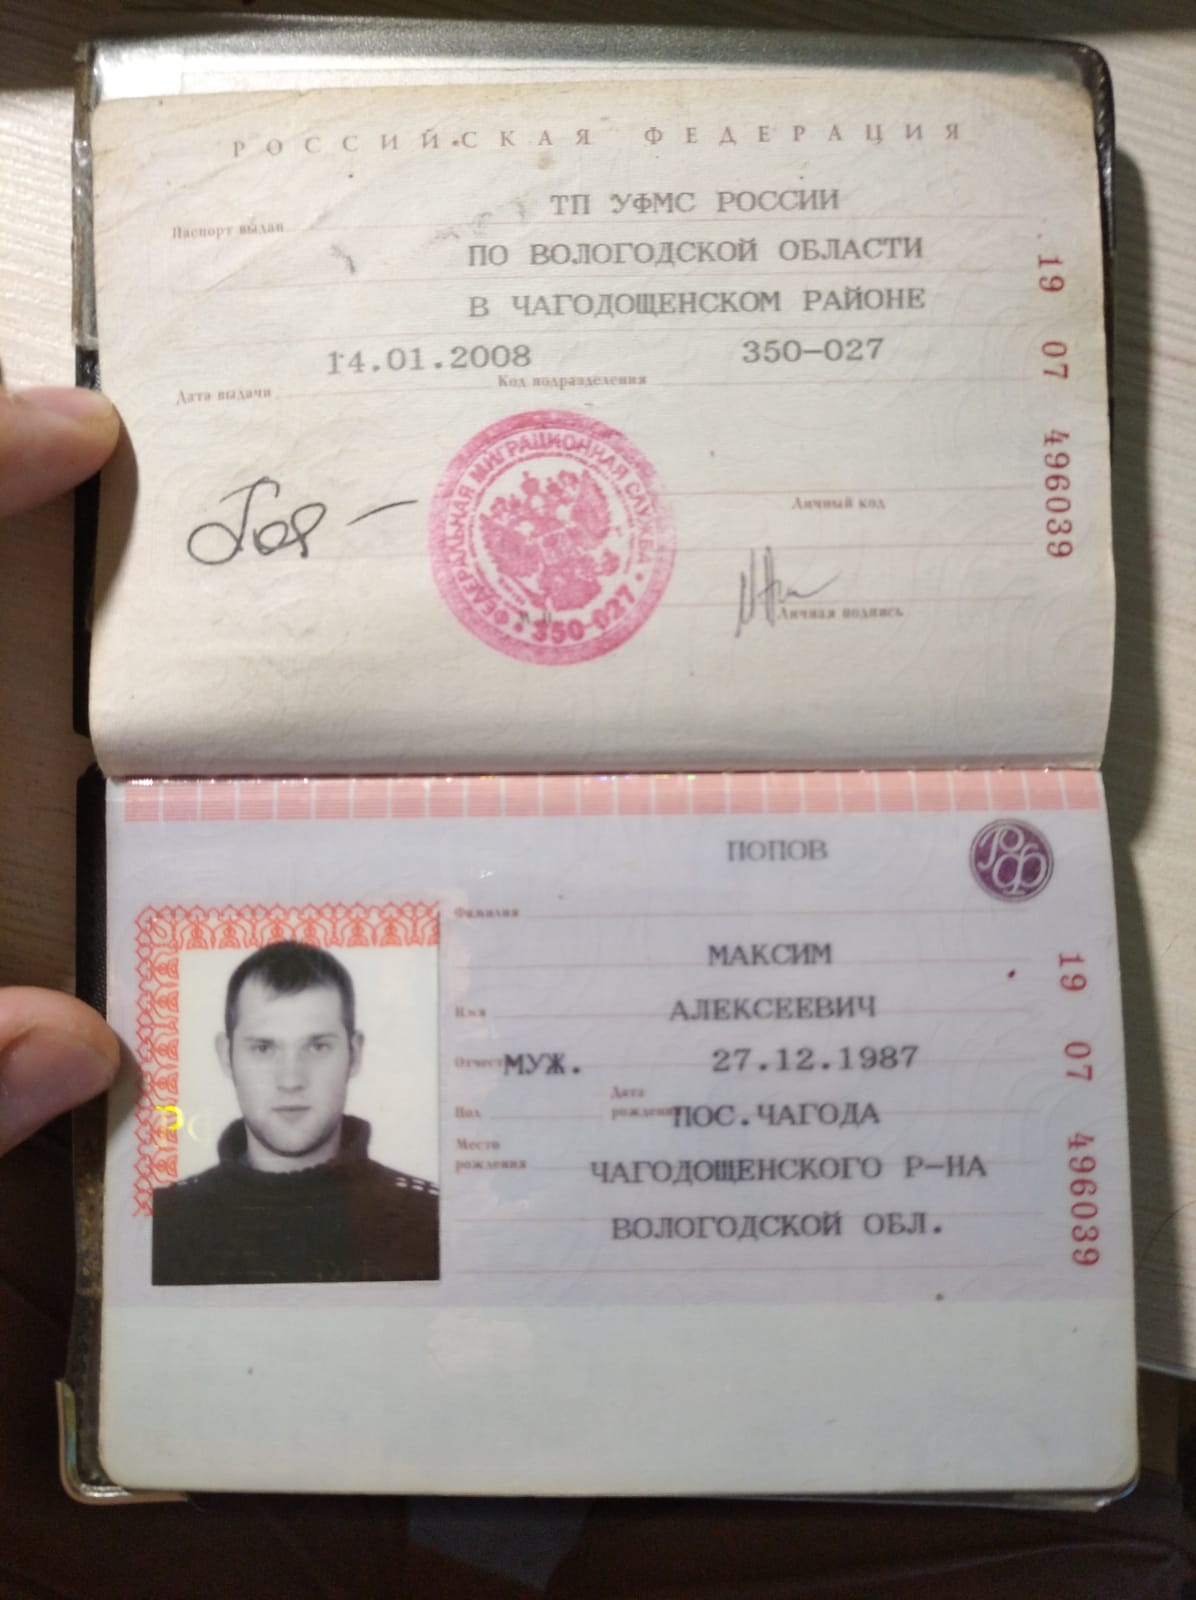 РОССИЙСКАЯ ФЕДЕРАЦИЯ
Паспорт выдан ТП УФМС РОССИИ
ПО ВОЛОГОДСКОЙ ОБЛАСТИ
В ЧАГОДОЩЕНСКОМ РАЙОНЕ
14.01.2008 350-027
Дата выдачи Код подразделения
19 07 496039
Личный код
ФЕДЕРАЛЬНАЯ МИГРАЦИОННАЯ СЛУЖБА
350-027
Личная подпись
ПОПОВ
РФ
Фамилия
МАКСИМ
Имя АЛЕКСЕЕВИЧ
Отчест МУЖ. 27.12.1987
Пол Дата рождения ПОС.ЧАГОДА
Место
рождения ЧАГОДОЩЕНСКОГО Р-НА
ВОЛОГОДСКОЙ ОБЛ.
19 07 496039